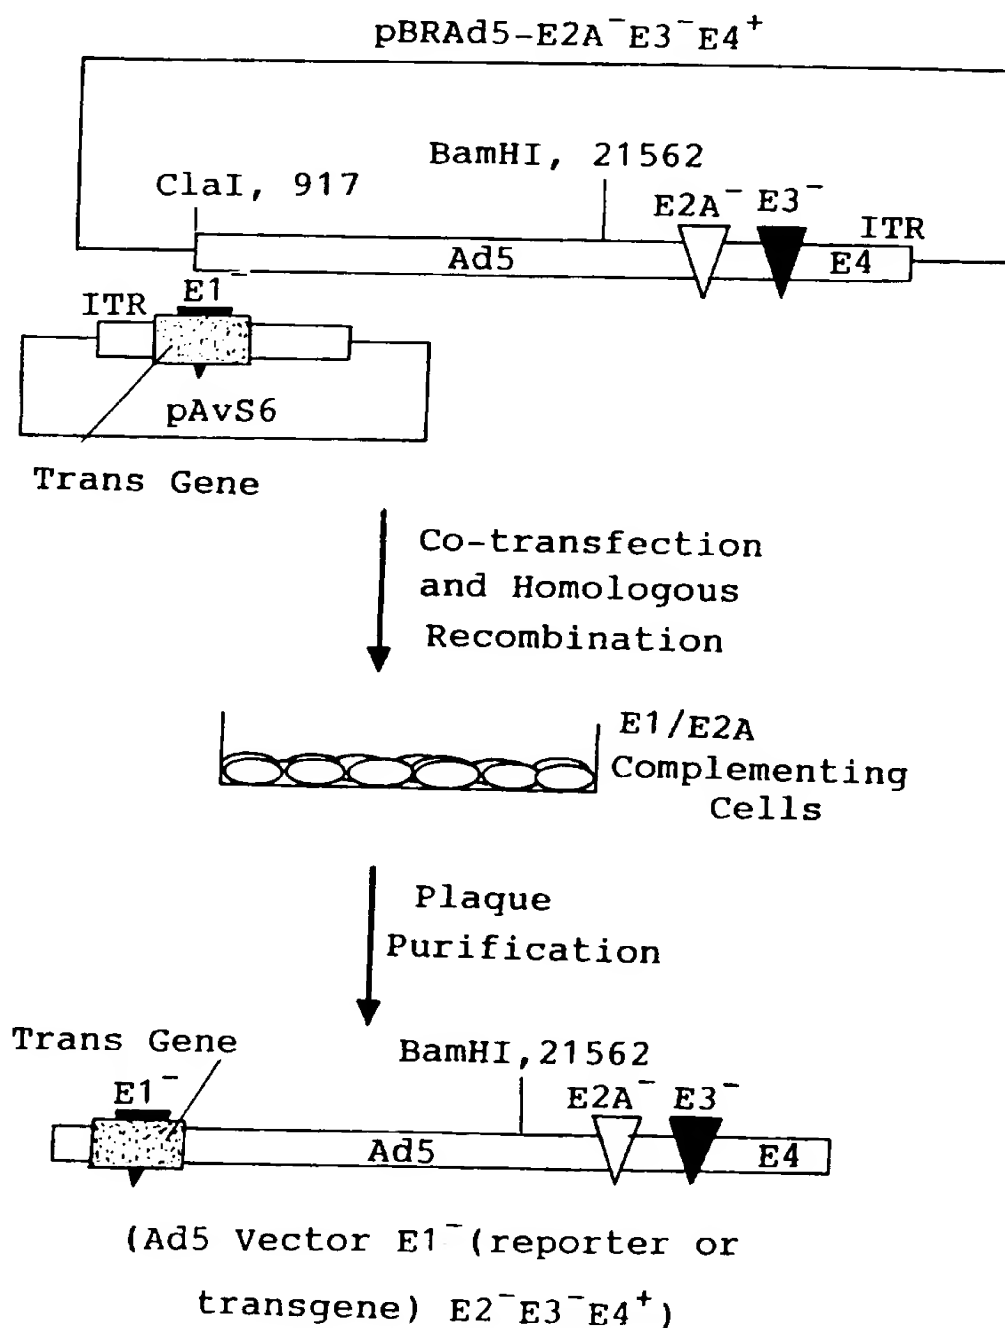 pBRAd5-E2A⁻E3⁻E4⁺
BamHI, 21562
ClaI, 917
E2A⁻ E3⁻
ITR
Ad5
E4
E1⁻
ITR
pAvS6
Trans Gene
Co-transfection
and Homologous
Recombination
E1/E2A
Complementing
Cells
Plaque
Purification
Trans Gene
BamHI,21562
E1⁻
E2A⁻ E3⁻
Ad5
E4
(Ad5 Vector E1⁻(reporter or
transgene) E2⁻E3⁻E4⁺)